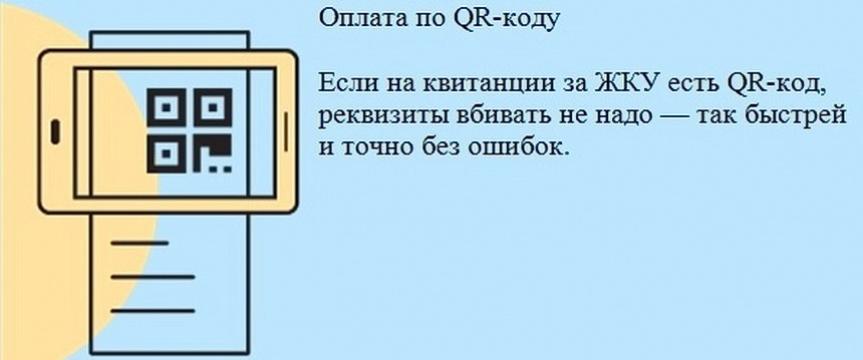 Оплата по QR-коду
Если на квитанции за ЖКУ есть QR-код,
реквизиты вбивать не надо — так быстрей
и точно без ошибок.